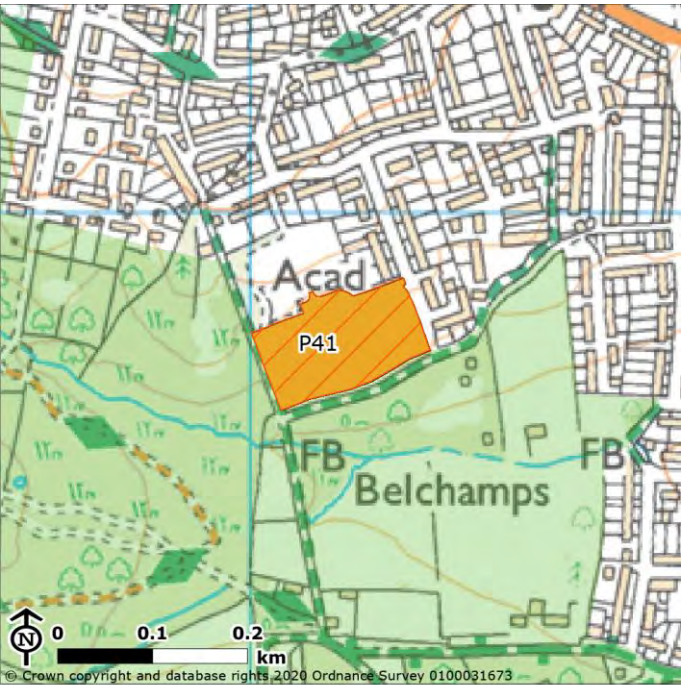 Acad
P41
FB
FB
Belchamps
N
0 0.1 0.2
km
© Crown copyright and database rights 2020 Ordnance Survey 0100031673